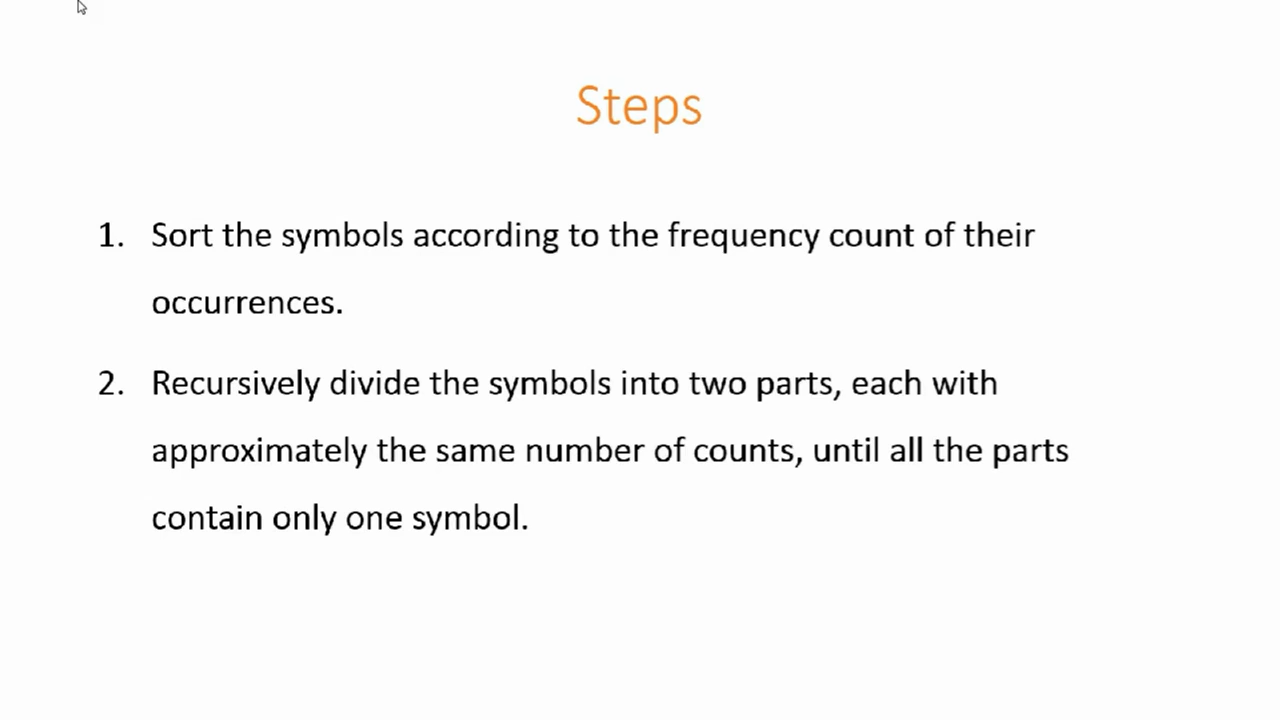 Steps
1. Sort the symbols according to the frequency count of their
occurrences.
2. Recursively divide the symbols into two parts, each with
approximately the same number of counts, until all the parts
contain only one symbol.